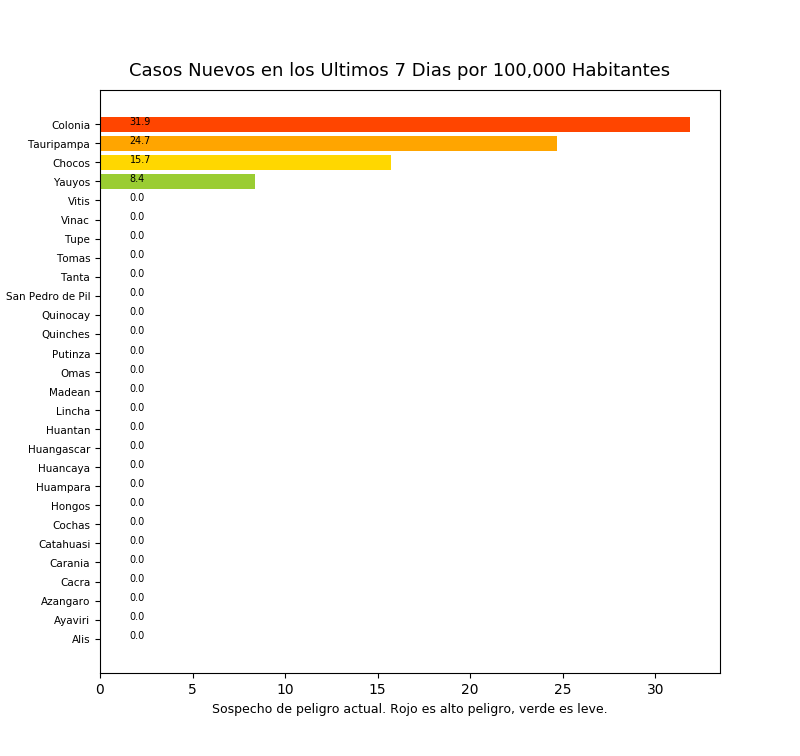 Casos Nuevos en los Ultimos 7 Dias por 100,000 Habitantes
Colonia 31.9
Tauripampa 24.7
Chocos 15.7
Yauyos 8.4
Vitis 0.0
Vinac 0.0
Tupe 0.0
Tomas 0.0
Tanta 0.0
San Pedro de Pil 0.0
Quinocay 0.0
Quinches 0.0
Putinza 0.0
Omas 0.0
Madean 0.0
Lincha 0.0
Huantan 0.0
Huangascar 0.0
Huancaya 0.0
Huampara 0.0
Hongos 0.0
Cochas 0.0
Catahuasi 0.0
Carania 0.0
Cacra 0.0
Azangaro 0.0
Ayaviri 0.0
Alis 0.0
0 5 10 15 20 25 30
Sospecho de peligro actual. Rojo es alto peligro, verde es leve.